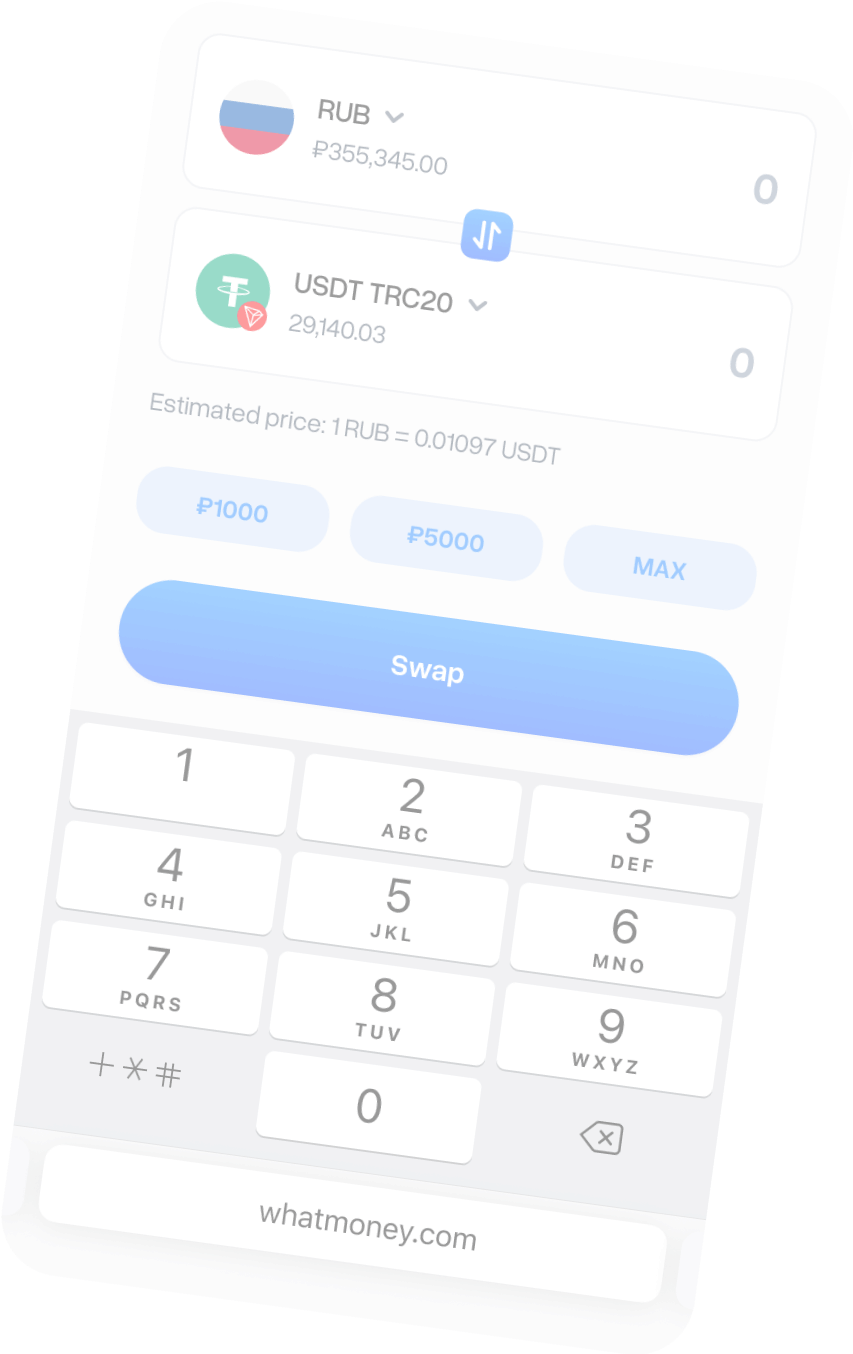 RUB
₽355,345.00
0
USDT TRC20
29,140.03
0
Estimated price: 1 RUB = 0.01097 USDT
₽1000 ₽5000 MAX
Swap
1 2 3
ABC DEF
4 5 6
GHI JKL MNO
7 8 9
PQRS TUV WXYZ
+*# 0
whatmoney.com